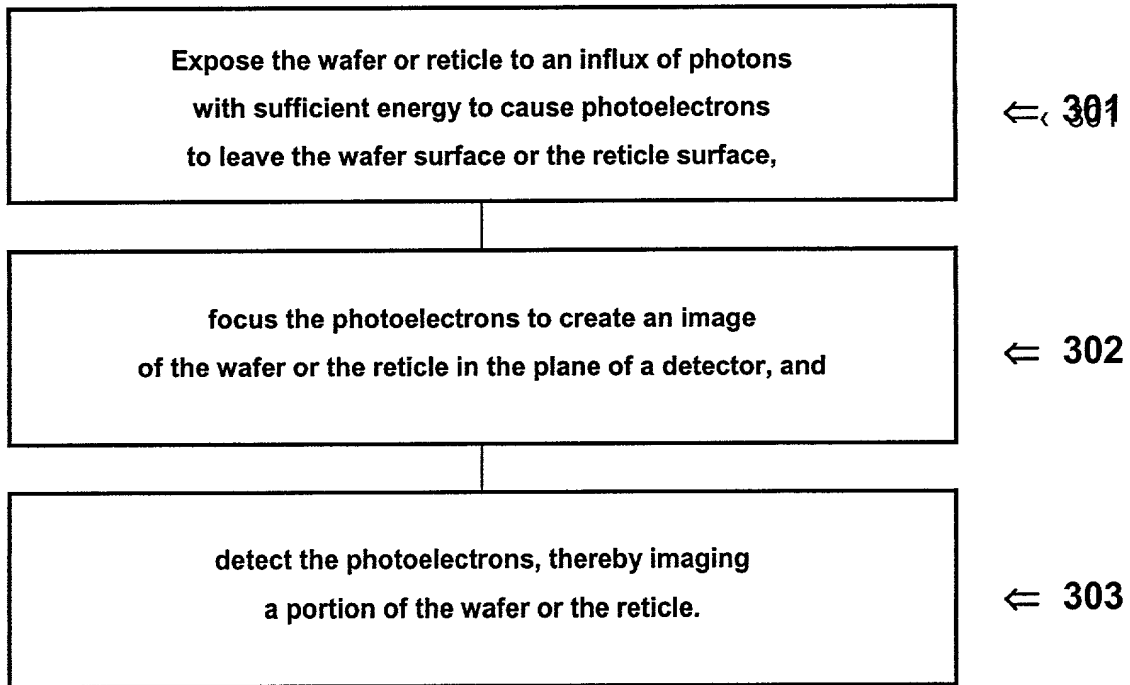 Expose the wafer or reticle to an influx of photons
with sufficient energy to cause photoelectrons
to leave the wafer surface or the reticle surface,
⇐ 301
focus the photoelectrons to create an image
of the wafer or the reticle in the plane of a detector, and
⇐ 302
detect the photoelectrons, thereby imaging
a portion of the wafer or the reticle.
⇐ 303